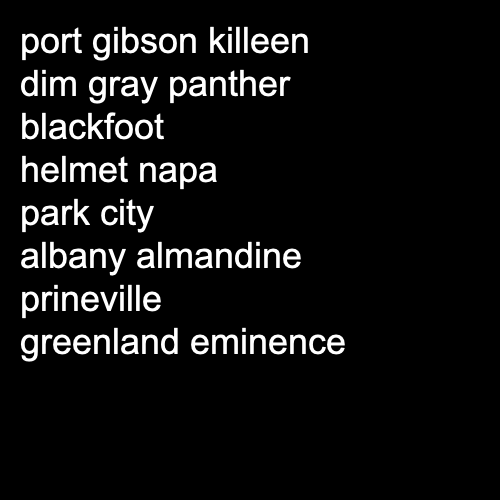 port gibson killeen
dim gray panther
blackfoot
helmet napa
park city
albany almandine
prineville
greenland eminence